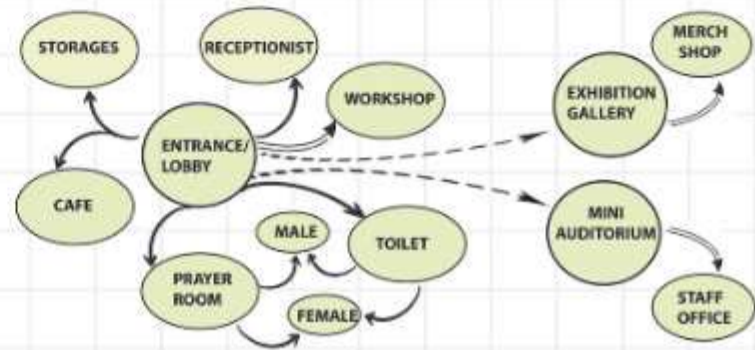 STORAGES
RECEPTIONIST
MERCH
SHOP
WORKSHOP
EXHIBITION
GALLERY
ENTRANCE/
LOBBY
CAFE
MALE
TOILET
MINI
AUDITORIUM
PRAYER
ROOM
FEMALE
STAFF
OFFICE